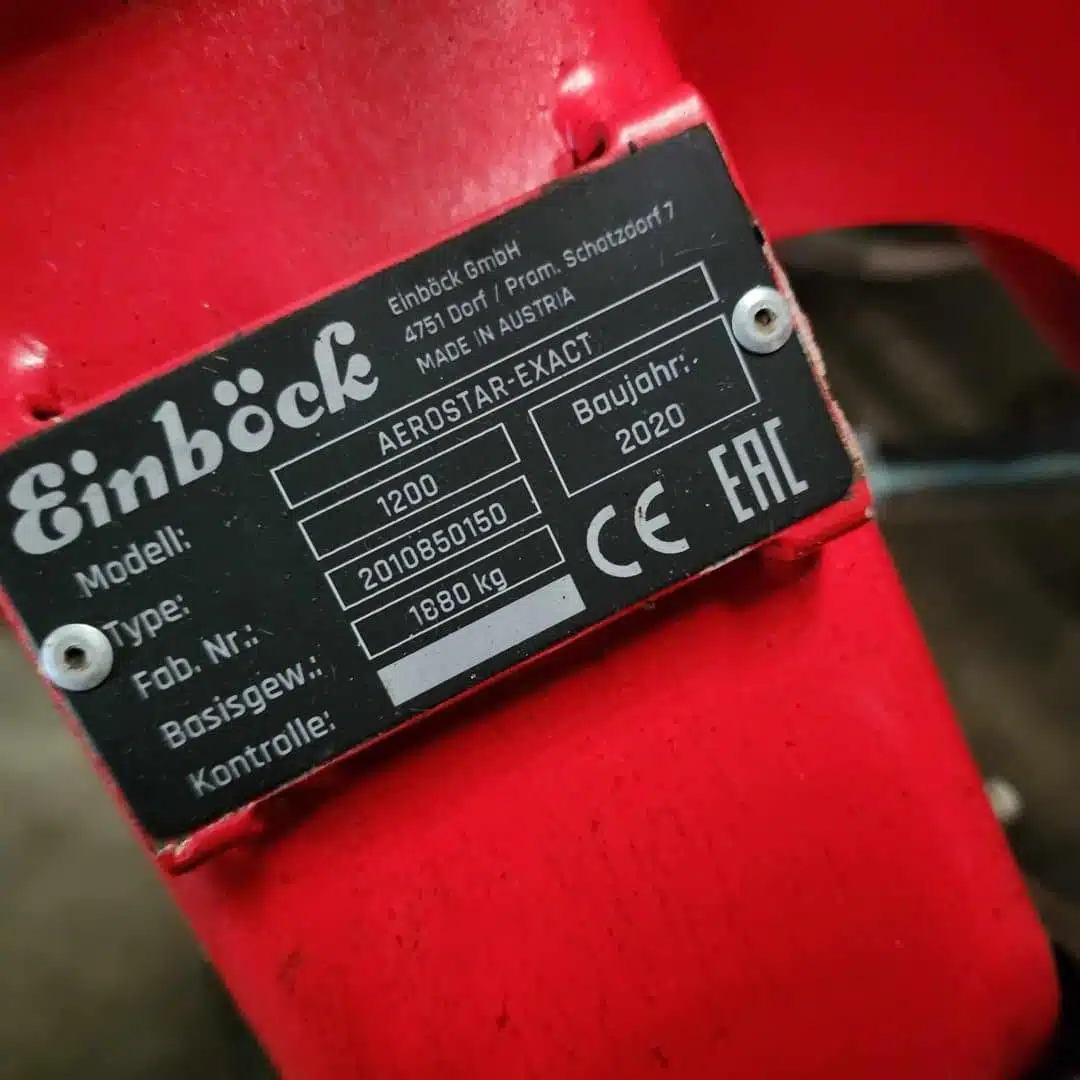 Einböck
Einböck GmbH
4751 Dorf / Pram, Schatzdorf 7
MADE IN AUSTRIA
Modell: AEROSTAR-EXACT
Type: 1200
Fab. Nr.: 2010850150
Basisgew.: 1880 kg
Kontrolle:
Baujahr:
2020
CE
EAC